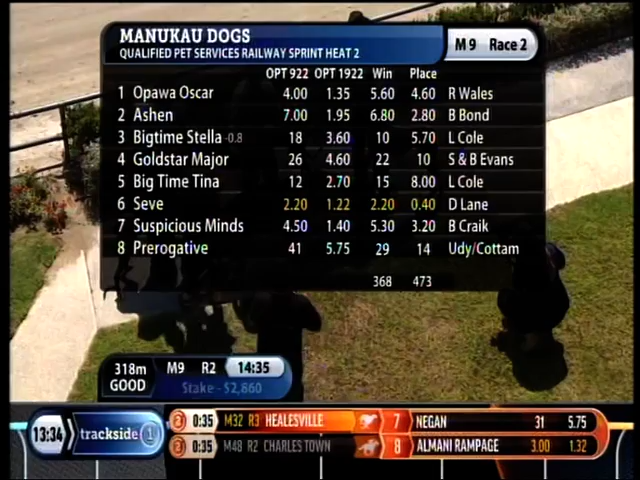 MANUKAU DOGS
QUALIFIED PET SERVICES RAILWAY SPRINT HEAT 2
M 9 Race 2
OPT 922 OPT 1922 Win Place
1 Opawa Oscar 4.00 1.35 5.60 4.60 R Wales
2 Ashen 7.00 1.95 6.80 2.80 B Bond
3 Bigtime Stella -0.8 18 3.60 10 5.70 L Cole
4 Goldstar Major 26 4.60 22 10 S & B Evans
5 Big Time Tina 12 2.70 15 8.00 L Cole
6 Seve 2.20 1.22 2.20 0.40 D Lane
7 Suspicious Minds 4.50 1.40 5.30 3.20 B Craik
8 Prerogative 41 5.75 29 14 Udy/Cottam
368 473
318m M9 R2 14:35
GOOD Stake - $2,860
13:34 trackside 1
2 0:35 M32 R3 HEALESVILLE 7 NEGAN 31 5.75
3 0:35 M48 R2 CHARLES TOWN 8 ALMANI RAMPAGE 3.00 1.32